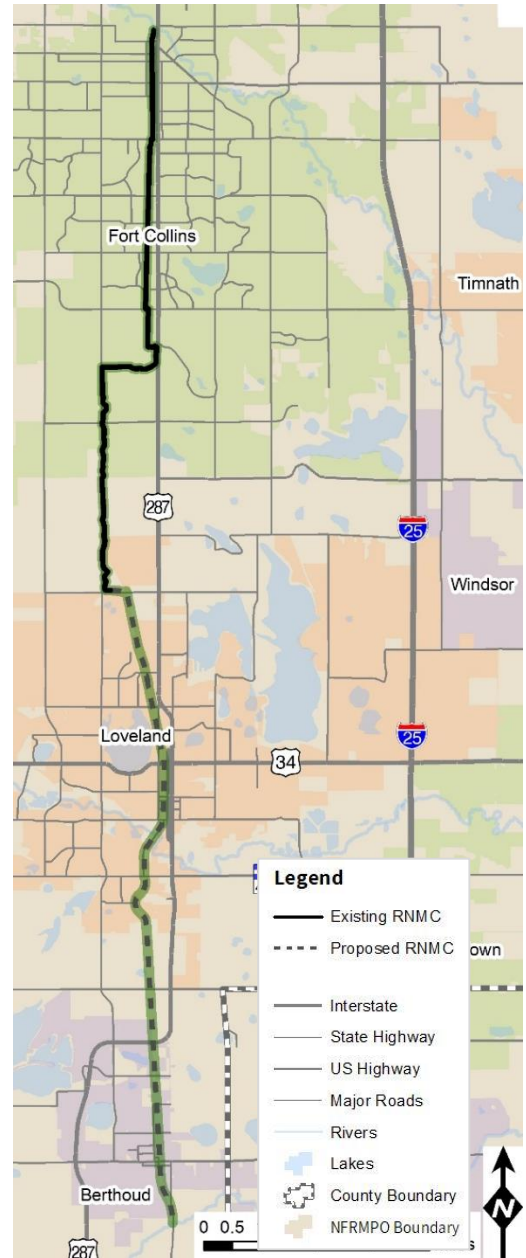 Fort Collins
Timnath
287
25
Windsor
Loveland
25
34
Legend
Existing RNMC
Proposed RNMC
own
Interstate
State Highway
US Highway
Major Roads
Rivers
Lakes
County Boundary
NFRMPO Boundary
Berthoud
0 0.5
s
N
287